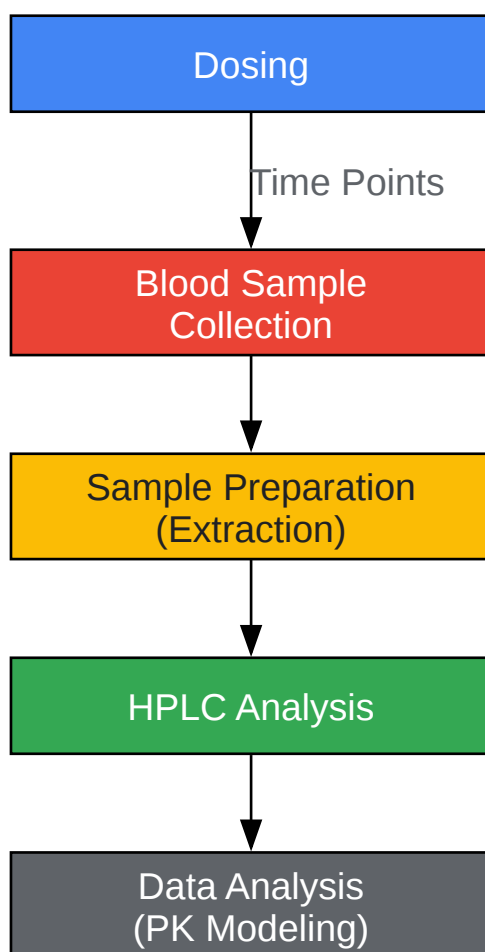 Dosing
Time Points
Blood Sample
Collection
Sample Preparation
(Extraction)
HPLC Analysis
Data Analysis
(PK Modeling)